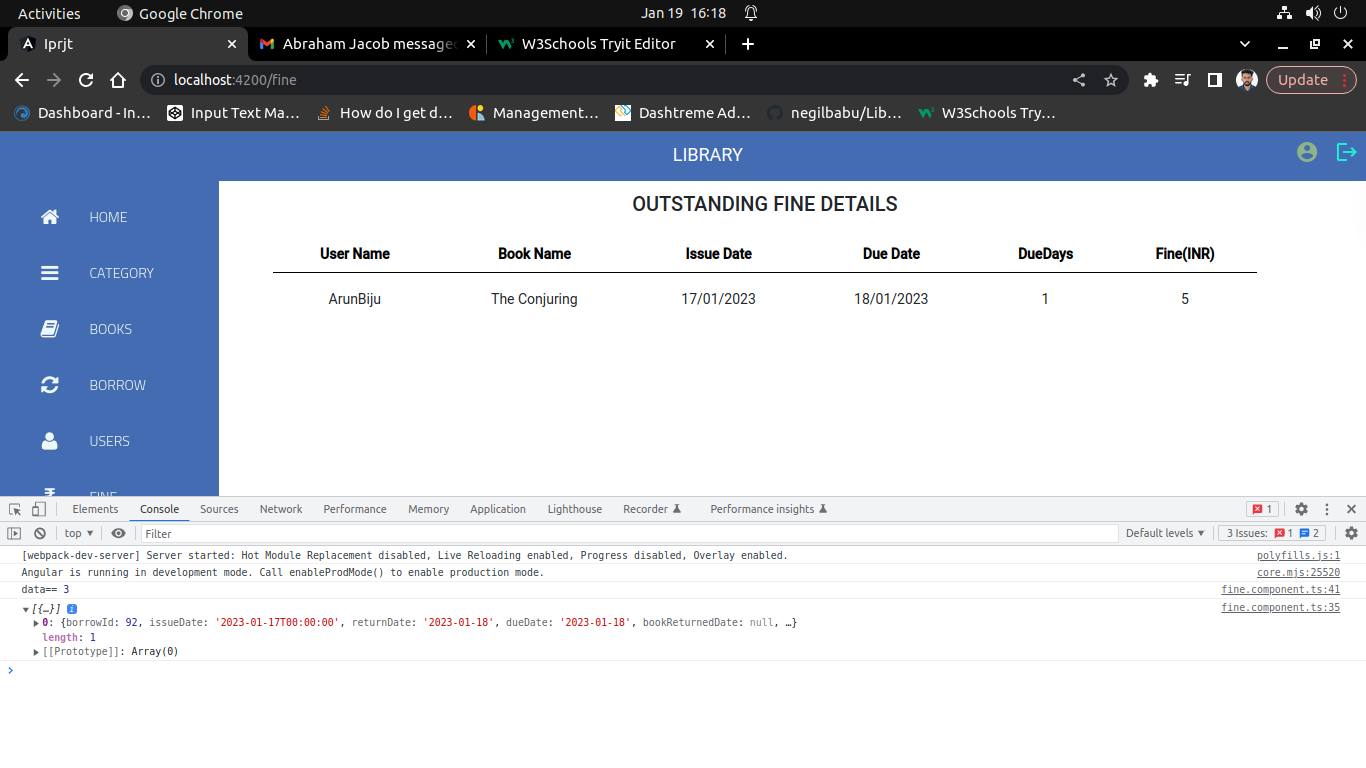 Activities
Google Chrome
Jan 19 16:18
Iprjt
Abraham Jacob messaged
W3Schools Tryit Editor
localhost:4200/fine
Update
Dashboard - In…
Input Text Ma…
How do I get d…
Management…
Dashtreme Ad…
negilbabu/Lib…
W3Schools Try…
LIBRARY
HOME
CATEGORY
BOOKS
BORROW
USERS
FINE
OUTSTANDING FINE DETAILS
User Name Book Name Issue Date Due Date DueDays Fine(INR)
ArunBiju The Conjuring 17/01/2023 18/01/2023 1 5
Elements Console Sources Network Performance Memory Application Lighthouse Recorder Performance insights 1
top Filter Default levels 3 Issues: 1 2
[webpack-dev-server] Server started: Hot Module Replacement disabled, Live Reloading enabled, Progress disabled, Overlay enabled. polyfills.js:1
Angular is running in development mode. Call enableProdMode() to enable production mode. core.mjs:25520
data== 3 fine.component.ts:41
[{…}] i fine.component.ts:35
0: {borrowId: 92, issueDate: '2023-01-17T00:00:00', returnDate: '2023-01-18', dueDate: '2023-01-18', bookReturnedDate: null, …}
length: 1
[[Prototype]]: Array(0)